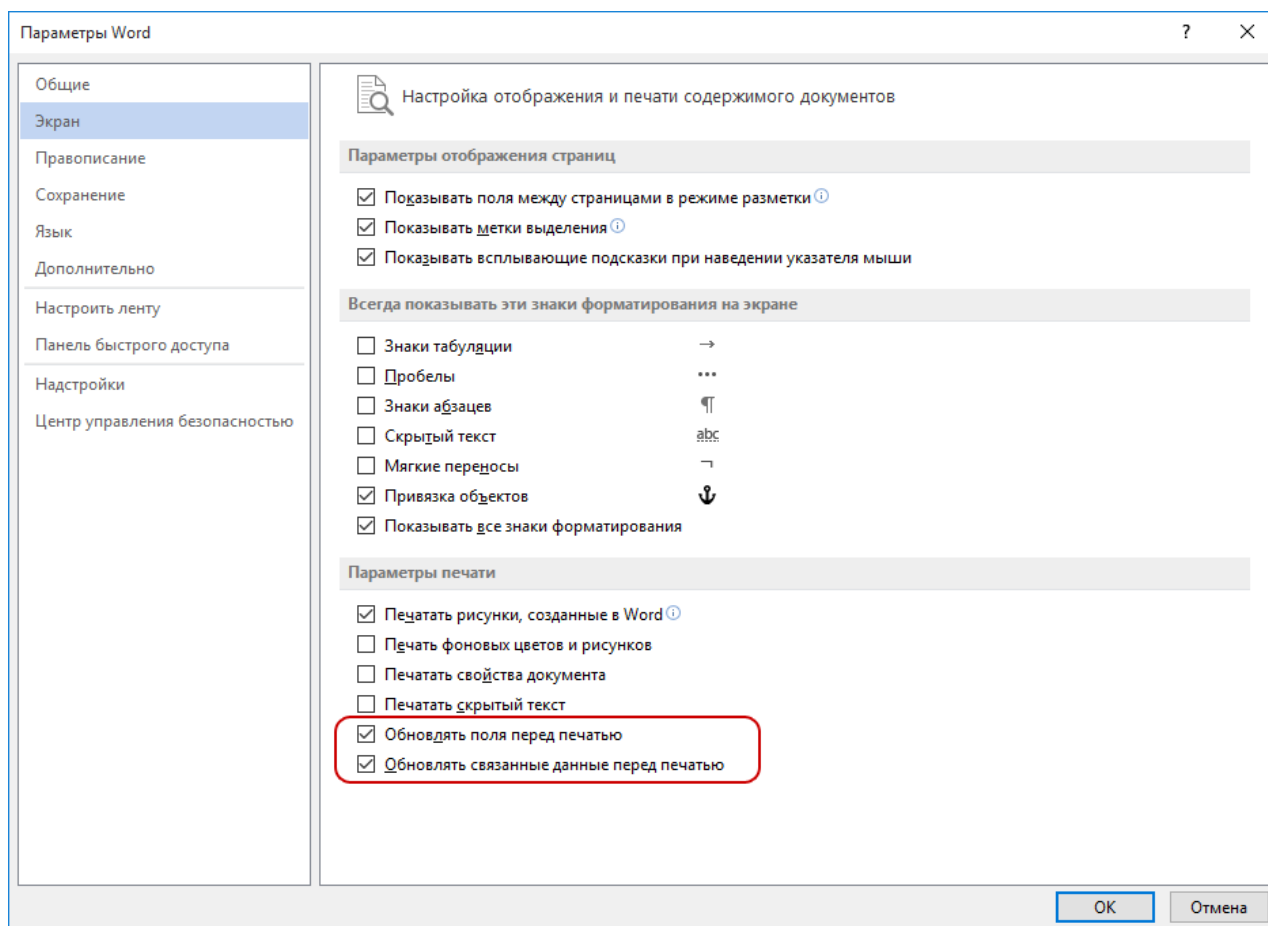 Параметры Word ?
Общие
Экран
Правописание
Сохранение
Язык
Дополнительно
Настроить ленту
Панель быстрого доступа
Надстройки
Центр управления безопасностью
Настройка отображения и печати содержимого документов
Параметры отображения страниц
Показывать поля между страницами в режиме разметки
Показывать метки выделения
Показывать всплывающие подсказки при наведении указателя мыши
Всегда показывать эти знаки форматирования на экране
Знаки табуляции →
Пробелы •••
Знаки абзацев ¶
Скрытый текст abc
Мягкие переносы ¬
Привязка объектов
Показывать все знаки форматирования
Параметры печати
Печатать рисунки, созданные в Word
Печать фоновых цветов и рисунков
Печатать свойства документа
Печатать скрытый текст
Обновлять поля перед печатью
Обновлять связанные данные перед печатью
ОК Отмена